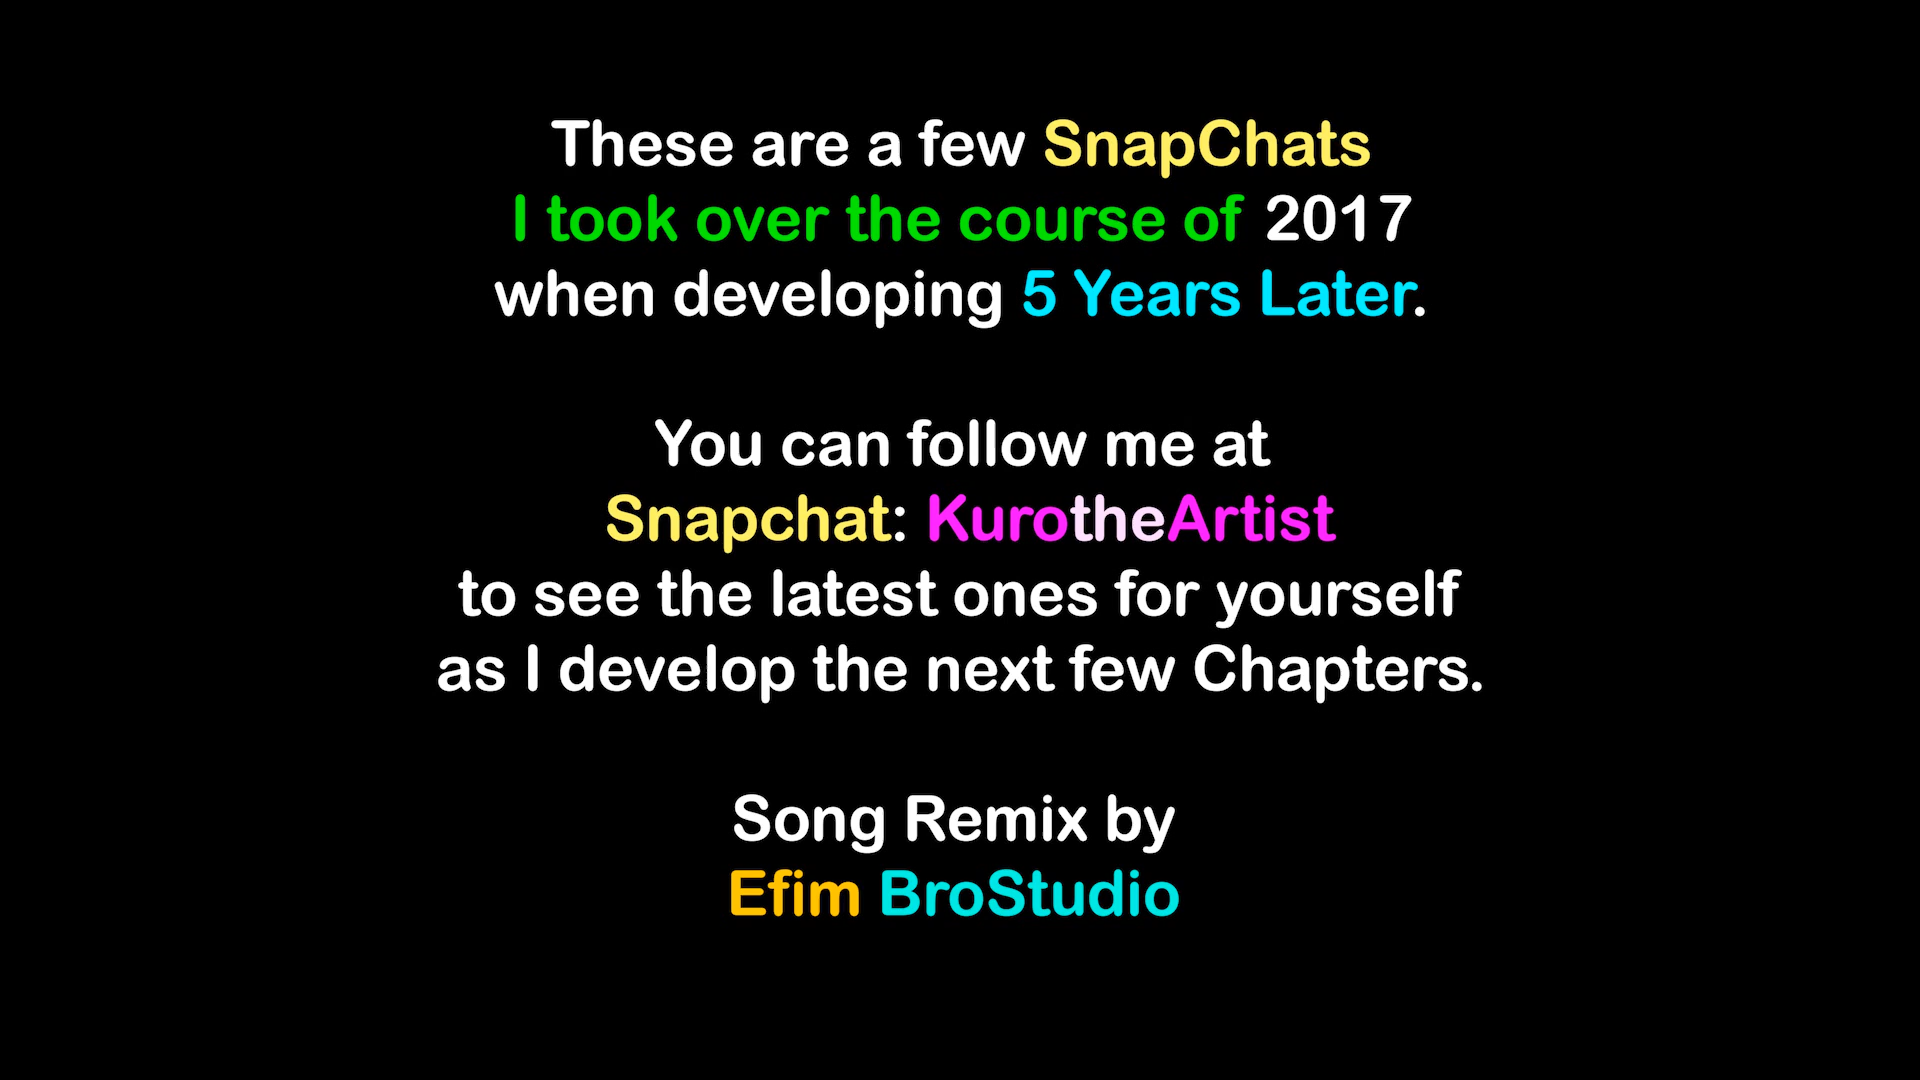 These are a few SnapChats
I took over the course of 2017
when developing 5 Years Later.
You can follow me at
Snapchat: KurotheArtist
to see the latest ones for yourself
as I develop the next few Chapters.
Song Remix by
Efim BroStudio